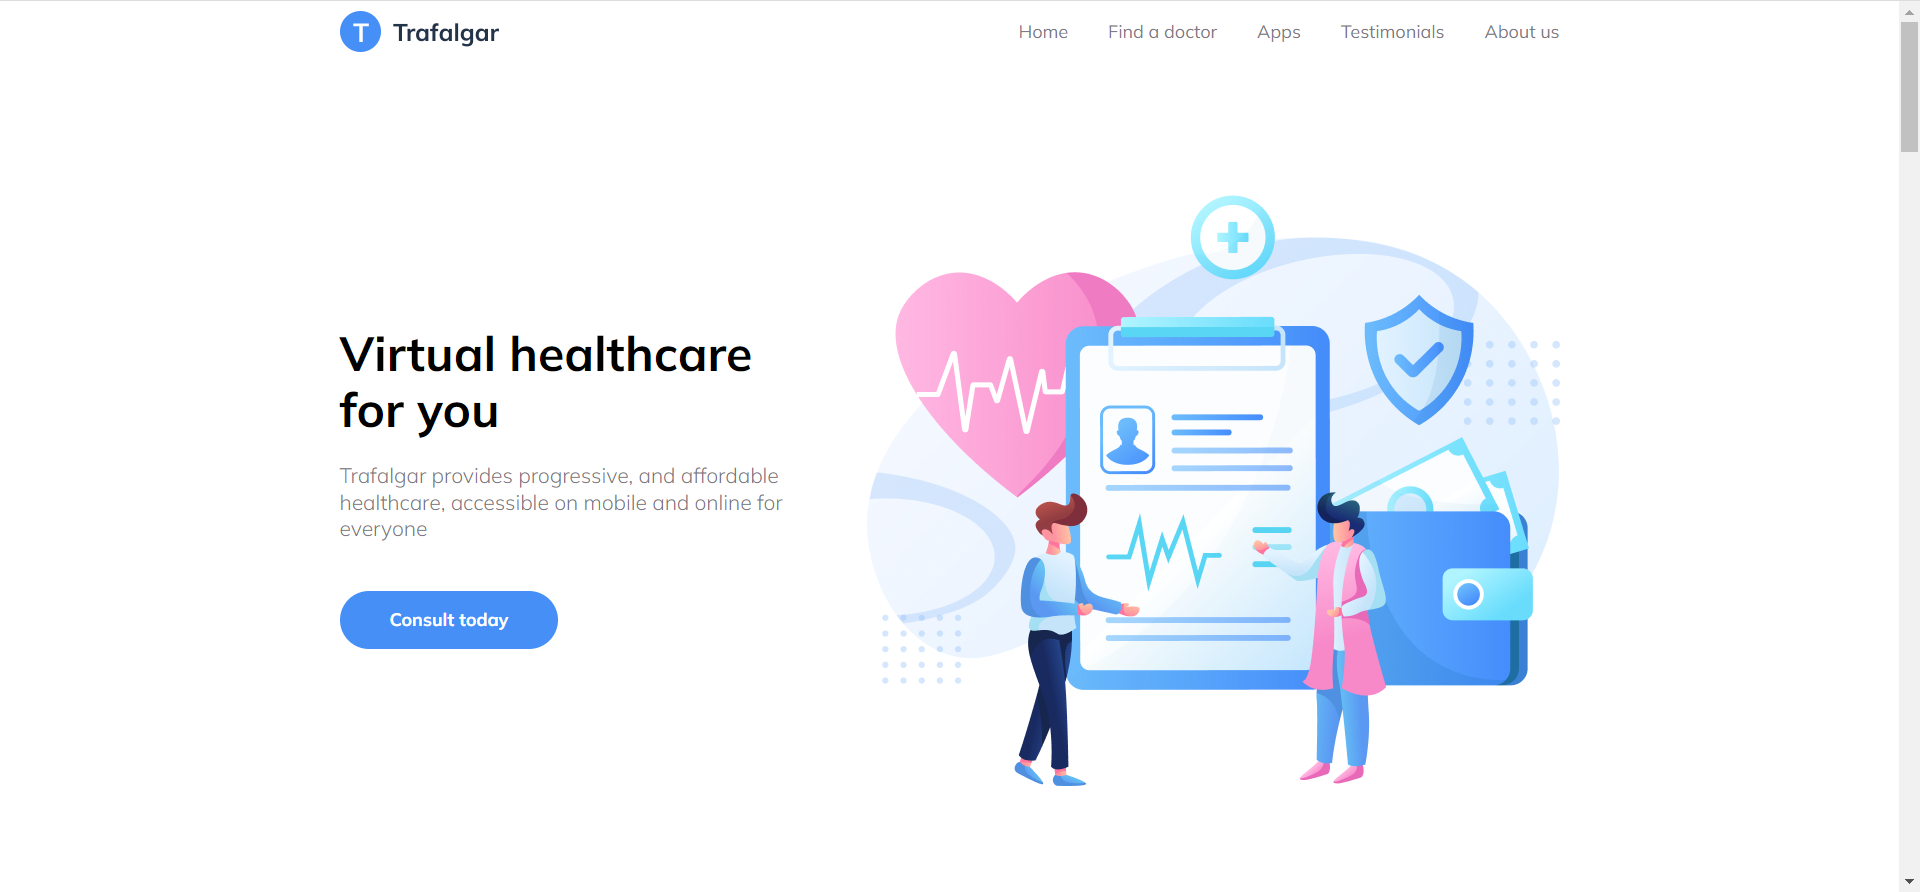 T Trafalgar
Home Find a doctor Apps Testimonials About us
Virtual healthcare
for you
Trafalgar provides progressive, and affordable
healthcare, accessible on mobile and online for
everyone
Consult today